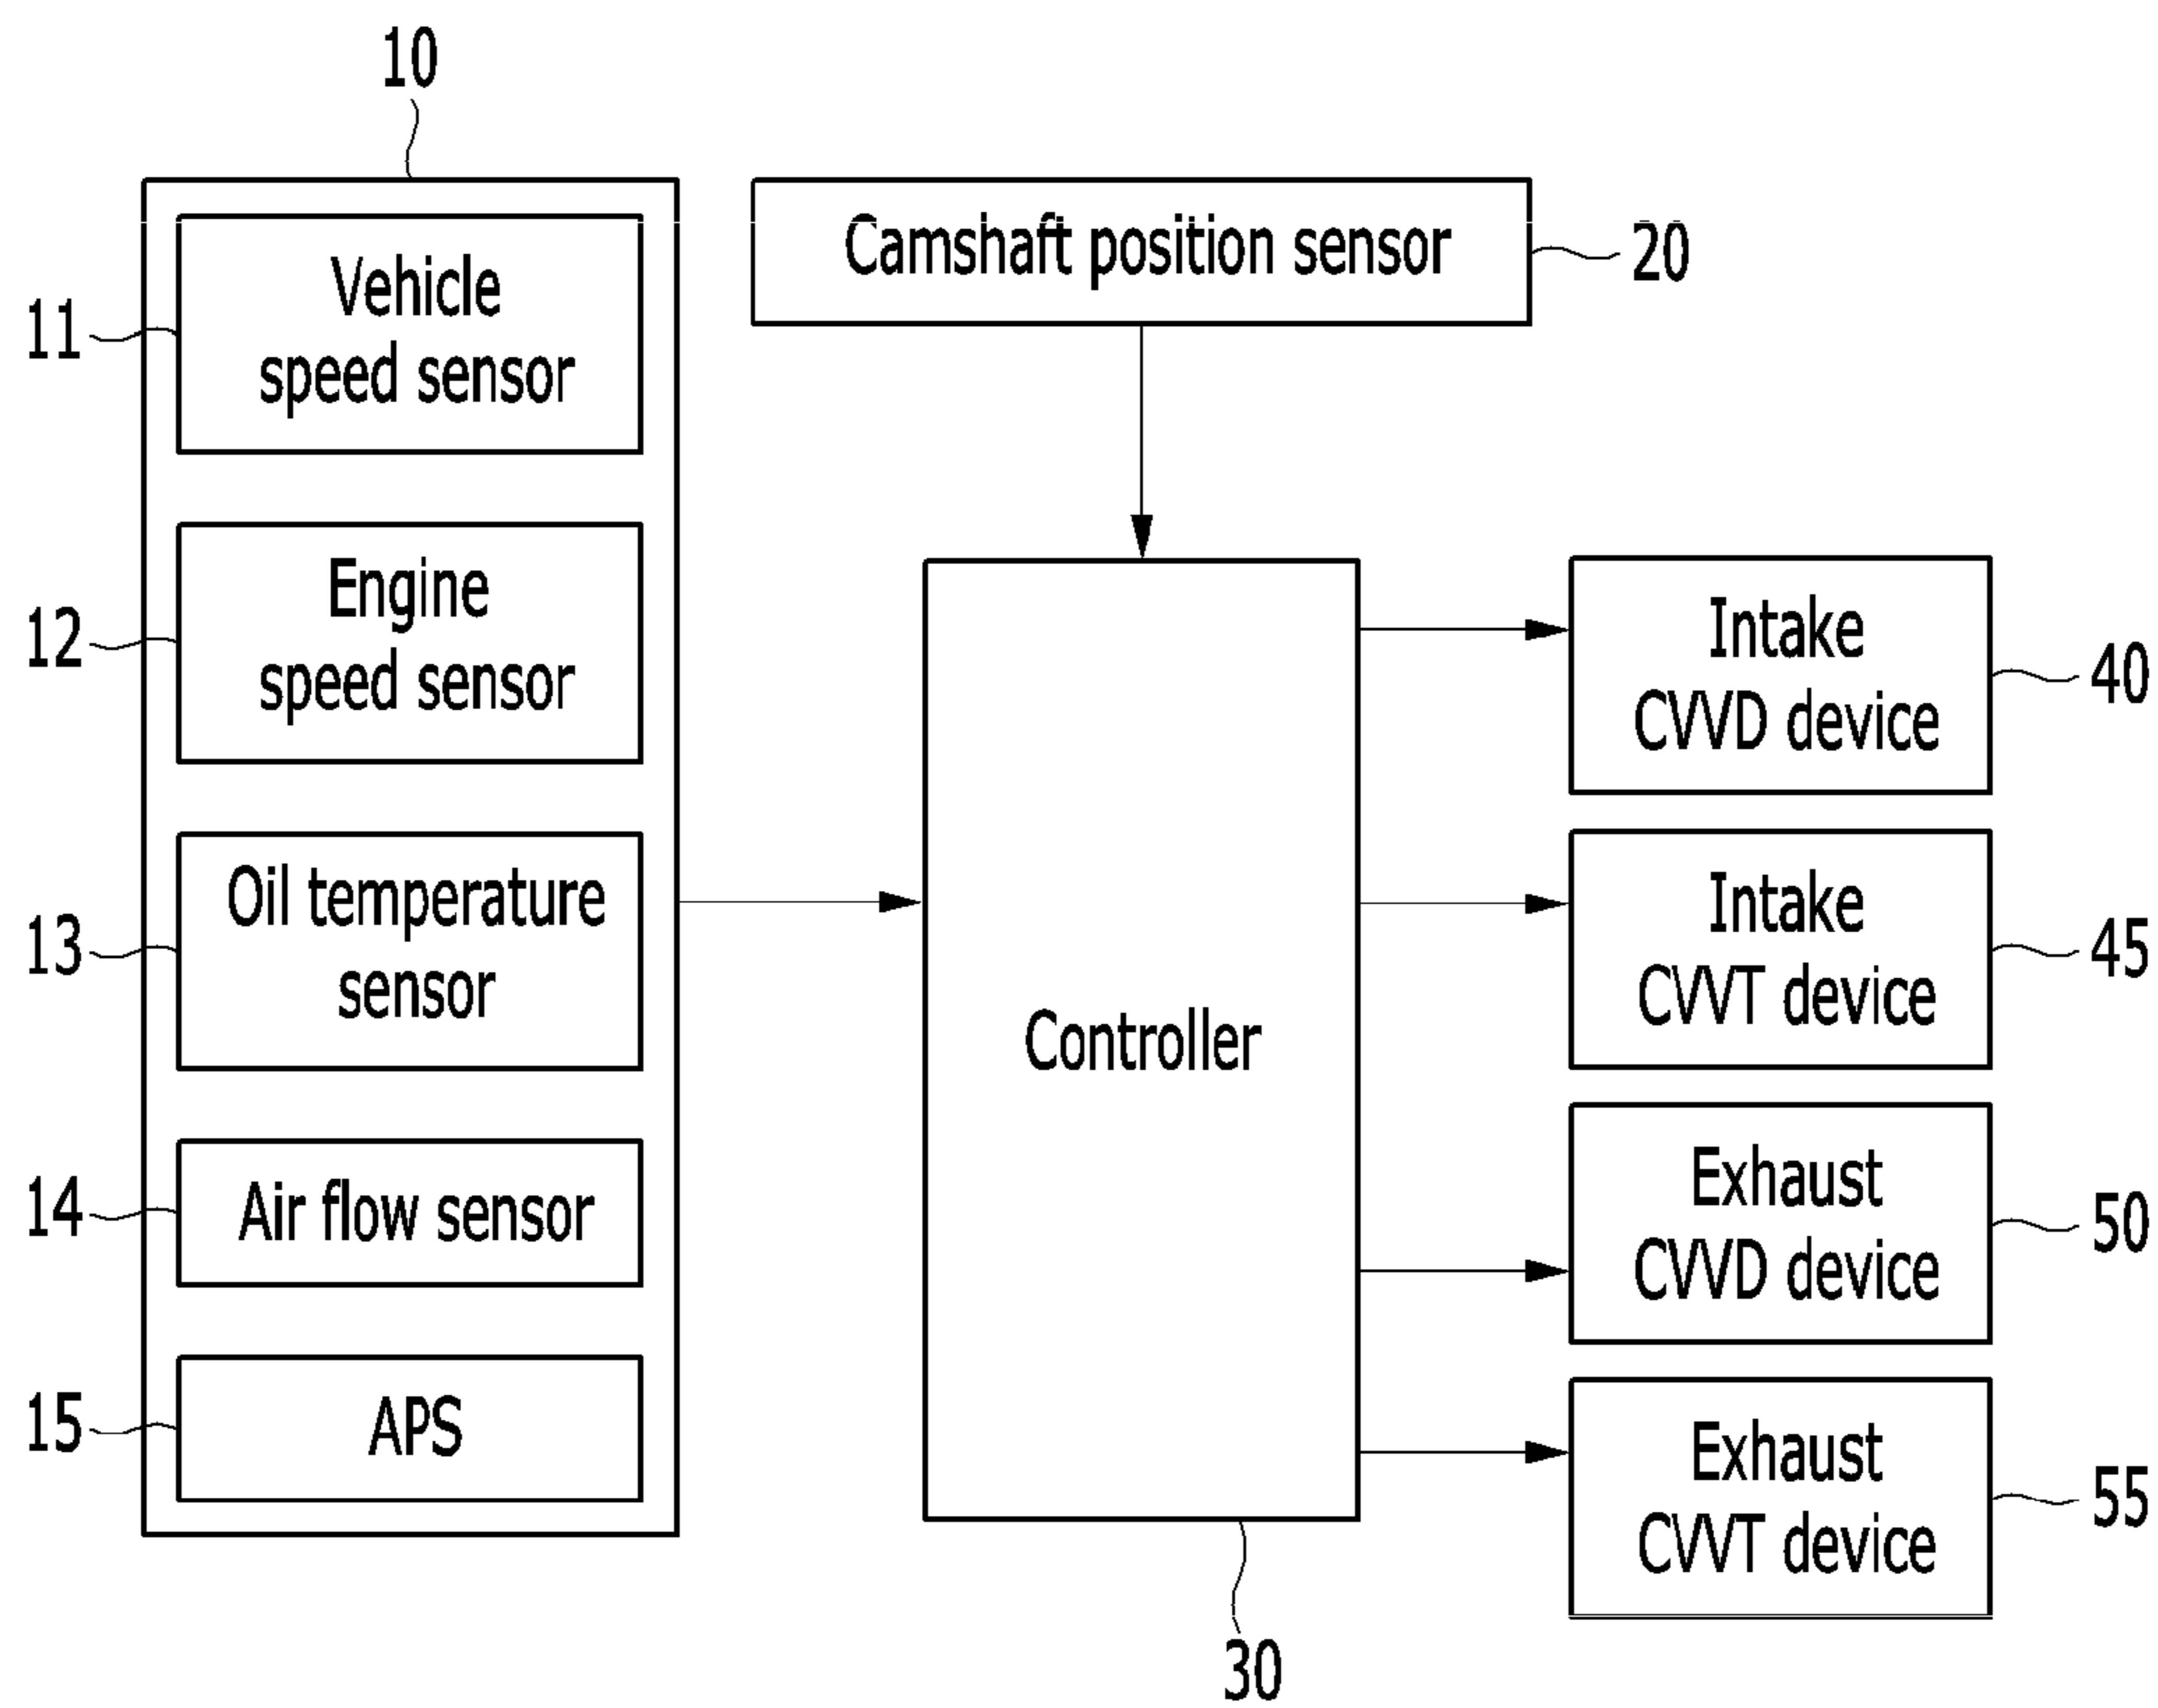 10
Vehicle
speed sensor
11
Engine
speed sensor
12
Oil temperature
sensor
13
Air flow sensor
14
APS
15
Camshaft position sensor
20
Controller
30
Intake
CVVD device
40
Intake
CVVT device
45
Exhaust
CVVD device
50
Exhaust
CVVT device
55